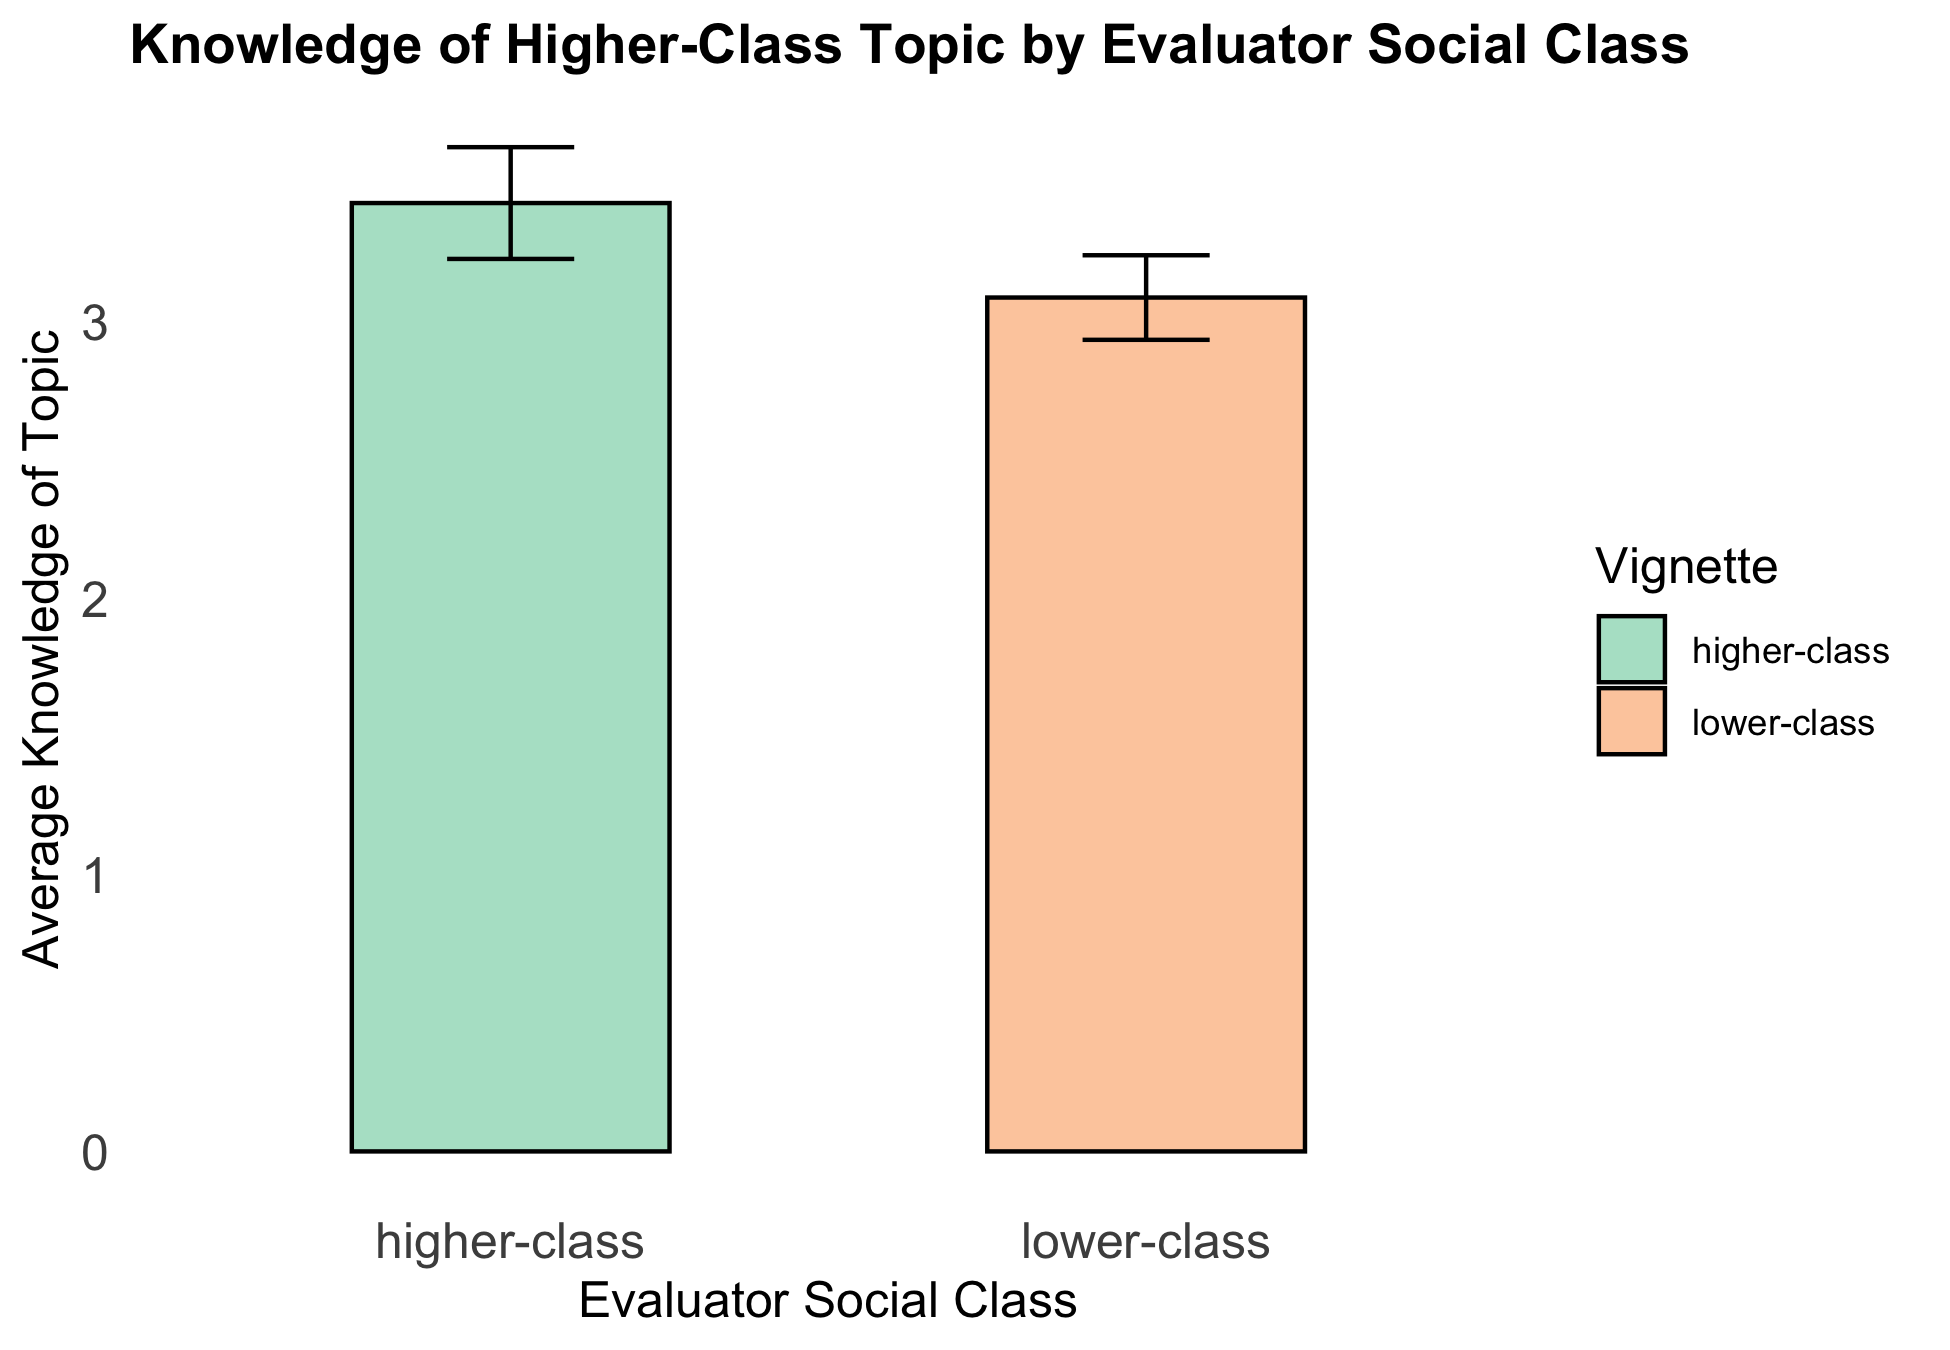 Knowledge of Higher-Class Topic by Evaluator Social Class
Average Knowledge of Topic
3
2
1
0
higher-class
lower-class
Evaluator Social Class
Vignette
higher-class
lower-class